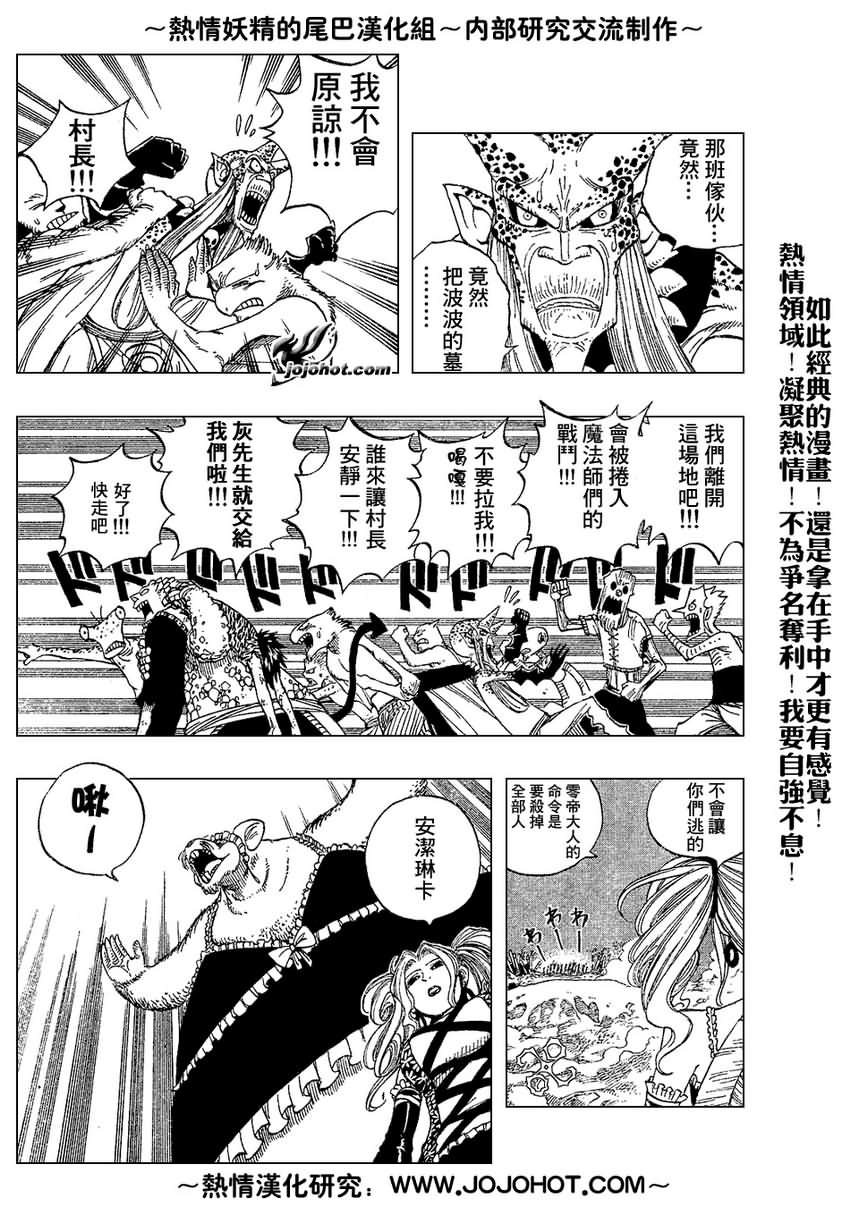 ～熱情妖精的尾巴漢化組～内部研究交流制作～
那班傢伙…
竟然…
竟然
把波波的墓
………
我不會
原諒!!!
村長
!!!
jojohot.com
我們離開
這場地吧!!!
會被捲入
魔法師們的
戰鬥!!!
不要拉我!!!
喝嘎!!!
誰來讓村長
安靜一下!!!
灰先生就交給
我們啦!!!
好了!!!
快走吧
ドドドドドド
不會讓
你們逃的
零帝大人的
命令是
要殺掉
全部人
わーわーわー
安潔琳卡
啾ー
如此經典的漫畫！還是拿在手中才更有感覺！
熱情領域！凝聚熱情！不為爭名奪利！我要自強不息！
～熱情漢化研究：WWW.JOJOHOT.COM～